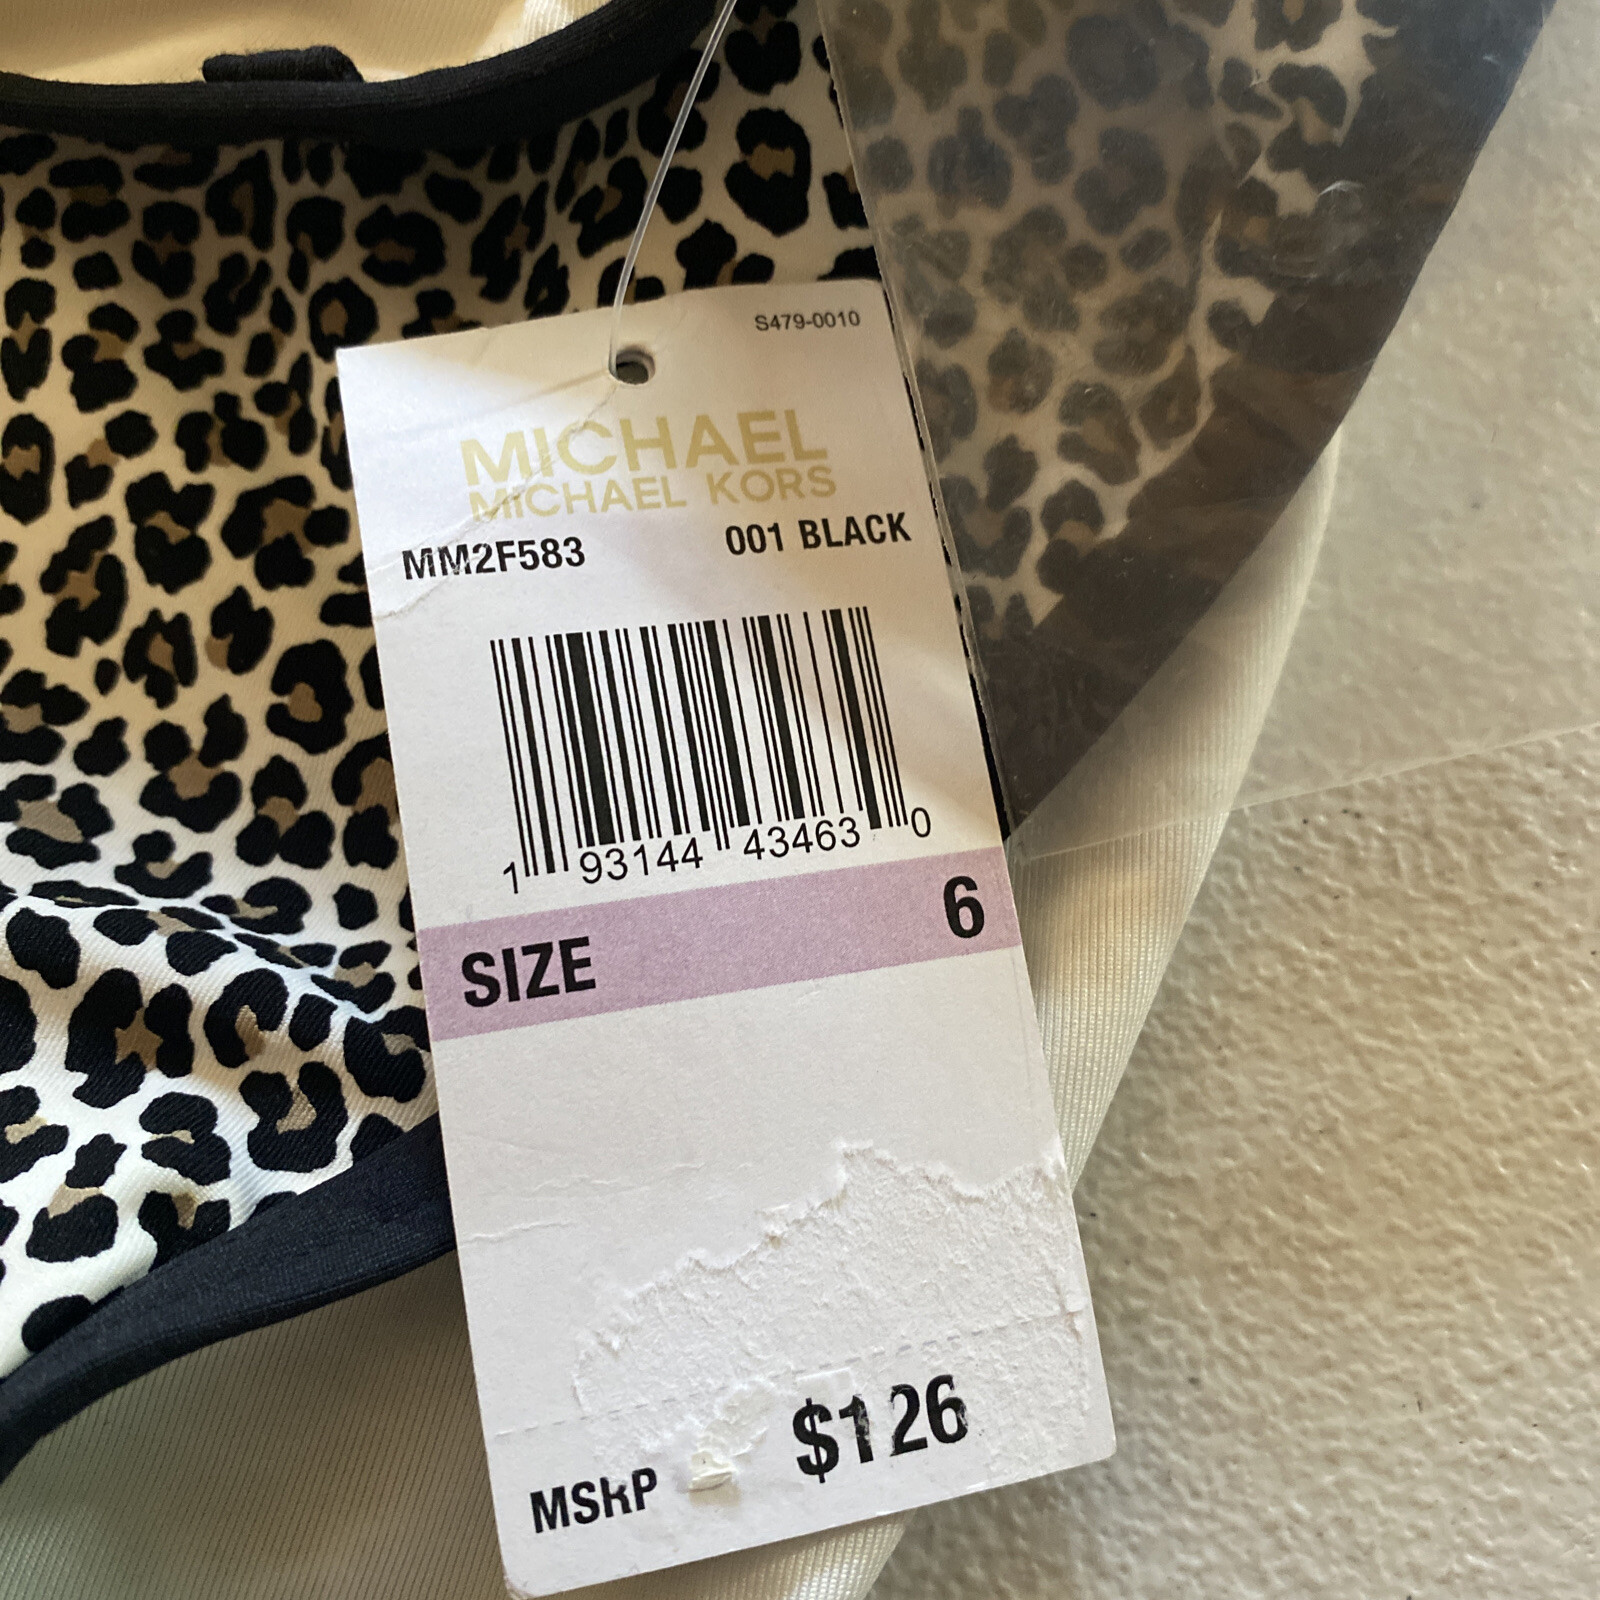 S479-0010
MICHAEL
MICHAEL KORS
MM2F583 001 BLACK
1 93144 43463 0
SIZE 6
MSRP $126